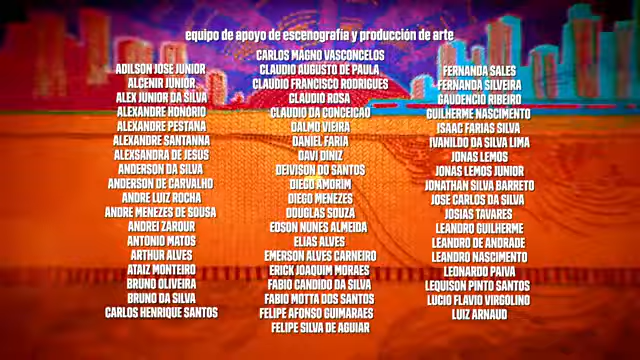 equipo de apoyo de escenografía y producción de arte
ADILSON JOSE JUNIOR
ALCENIR JUNIOR
ALEX JUNIOR DA SILVA
ALEXANDRE HONORIO
ALEXANDRE PESTANA
ALEXANDRE SANTANNA
ALEXSANDRA DE JESUS
ANDERSON DA SILVA
ANDERSON DE CARVALHO
ANDRE LUIZ ROCHA
ANDRE MENEZES DE SOUSA
ANDREI ZAROUR
ANTONIO MATOS
ARTHUR ALVES
ATAIZ MONTEIRO
BRUNO OLIVEIRA
BRUNO DA SILVA
CARLOS HENRIQUE SANTOS
CARLOS MAGNO VASCONCELOS
CLAUDIO AUGUSTO DE PAULA
CLAUDIO FRANCISCO RODRIGUES
CLAUDIO ROSA
CLAUDIO DA CONCEICAO
DALMO VIEIRA
DANIEL FARIA
DAVI DINIZ
DEIVISON DO SANTOS
DIEGO AMORIM
DIEGO MENEZES
DOUGLAS SOUZA
EDSON NUNES ALMEIDA
ELIAS ALVES
EMERSON ALVES CARNEIRO
ERICK JOAQUIM MORAES
FABIO CANDIDO DA SILVA
FABIO MOTTA DOS SANTOS
FELIPE AFONSO GUIMARAES
FELIPE SILVA DE AGUIAR
FERNANDA SALES
FERNANDA SILVEIRA
GAUDENCIO RIBEIRO
GUILHERME NASCIMENTO
ISAAC FARIAS SILVA
IVANILDO DA SILVA LIMA
JONAS LEMOS
JONAS LEMOS JUNIOR
JONATHAN SILVA BARRETO
JOSE CARLOS DA SILVA
JOSIAS TAVARES
LEANDRO GUILHERME
LEANDRO DE ANDRADE
LEANDRO NASCIMENTO
LEONARDO PAIVA
LEQUISON PINTO SANTOS
LUCIO FLAVIO VIRGOLINO
LUIZ ARNAUD